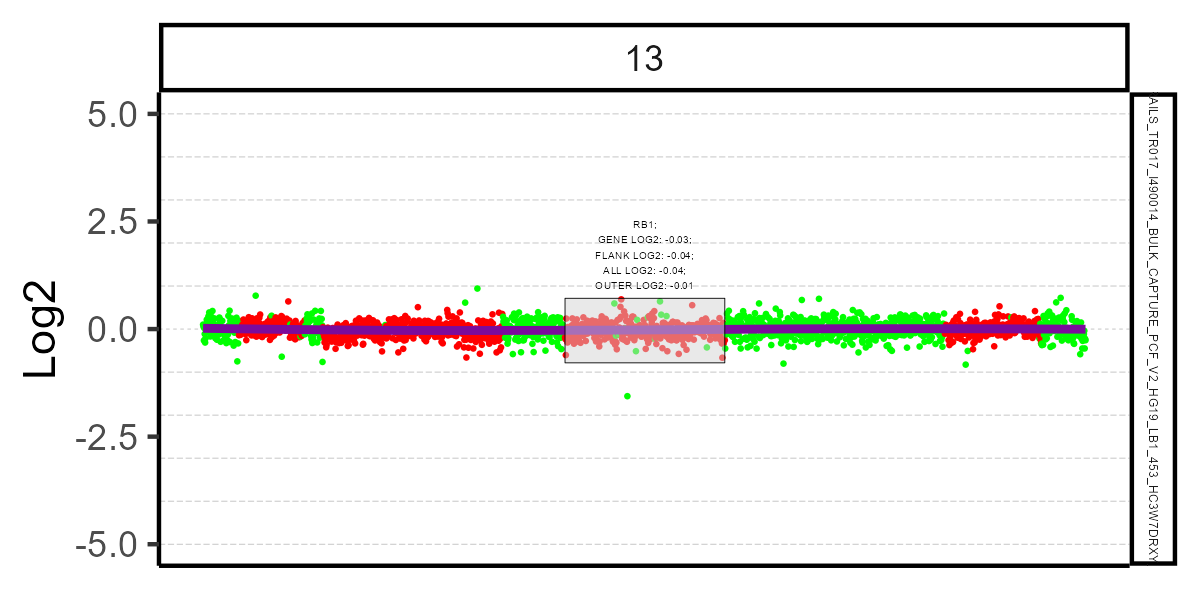 13
5.0
2.5
0.0
-2.5
-5.0
Log2
RB1;
GENE LOG2: -0.03;
FLANK LOG2: -0.04;
ALL LOG2: -0.04;
OUTER LOG2: -0.01
AILS_TR017_I490014_BULK_CAPTURE_PCF_V2_HG19_LB1_453_HC3W7DRXY